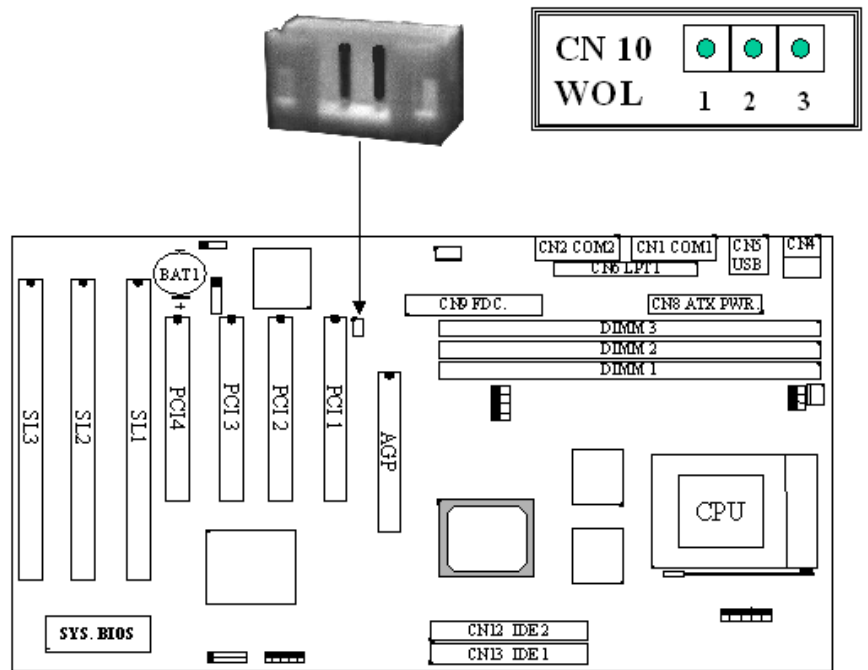 CN 10
WOL
1 2 3
CN2 COM2
CN1 COM1
CN5
USB
CN4
CN6 LPT1
BAT1
+
CN9 FDC.
CN8 ATX PWR.
DIMM 3
DIMM 2
DIMM 1
SL3
SL2
SL1
PCI4
PCI 3
PCI 2
PCI 1
AGP
CPU
SYS. BIOS
CN12 IDE 2
CN13 IDE 1